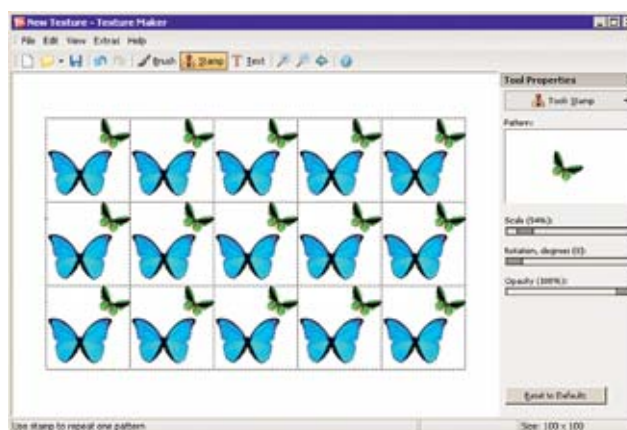 New Texture - Texture Maker
File Edit View Extras Help
Brush Stamp Text
Tool Properties
Tool: Stamp
Pattern:
Scale (54%):
Rotation, degrees (0):
Opacity (100%):
Reset to Defaults
Use stamp to repeat one pattern
Size: 100 x 100